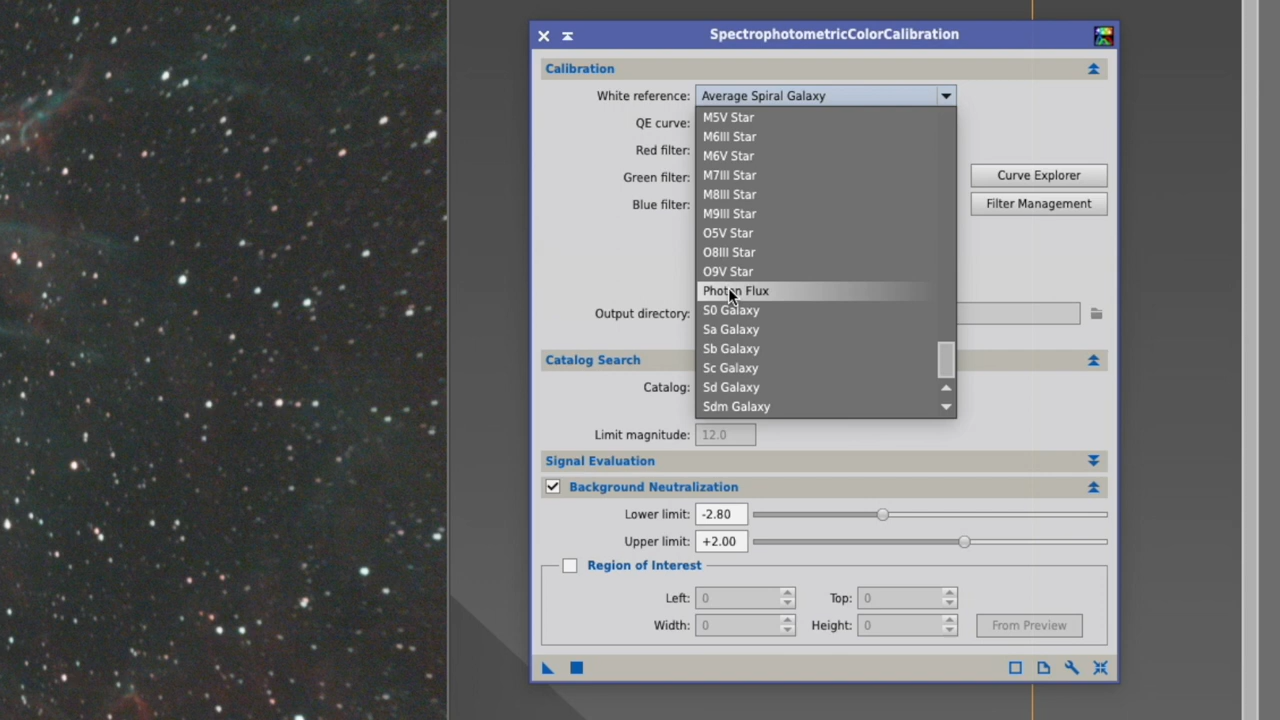 SpectrophotometricColorCalibration
Calibration
White reference: Average Spiral Galaxy
QE curve:
Red filter:
Green filter:
Blue filter:
M5V Star
M6III Star
M6V Star
M7III Star
M8III Star
M9III Star
O5V Star
O8III Star
O9V Star
Photon Flux
S0 Galaxy
Sa Galaxy
Sb Galaxy
Sc Galaxy
Sd Galaxy
Sdm Galaxy
Curve Explorer
Filter Management
Output directory:
Catalog Search
Catalog:
Limit magnitude: 12.0
Signal Evaluation
Background Neutralization
Lower limit: -2.80
Upper limit: +2.00
Region of Interest
Left: 0 Top: 0
Width: 0 Height: 0 From Preview